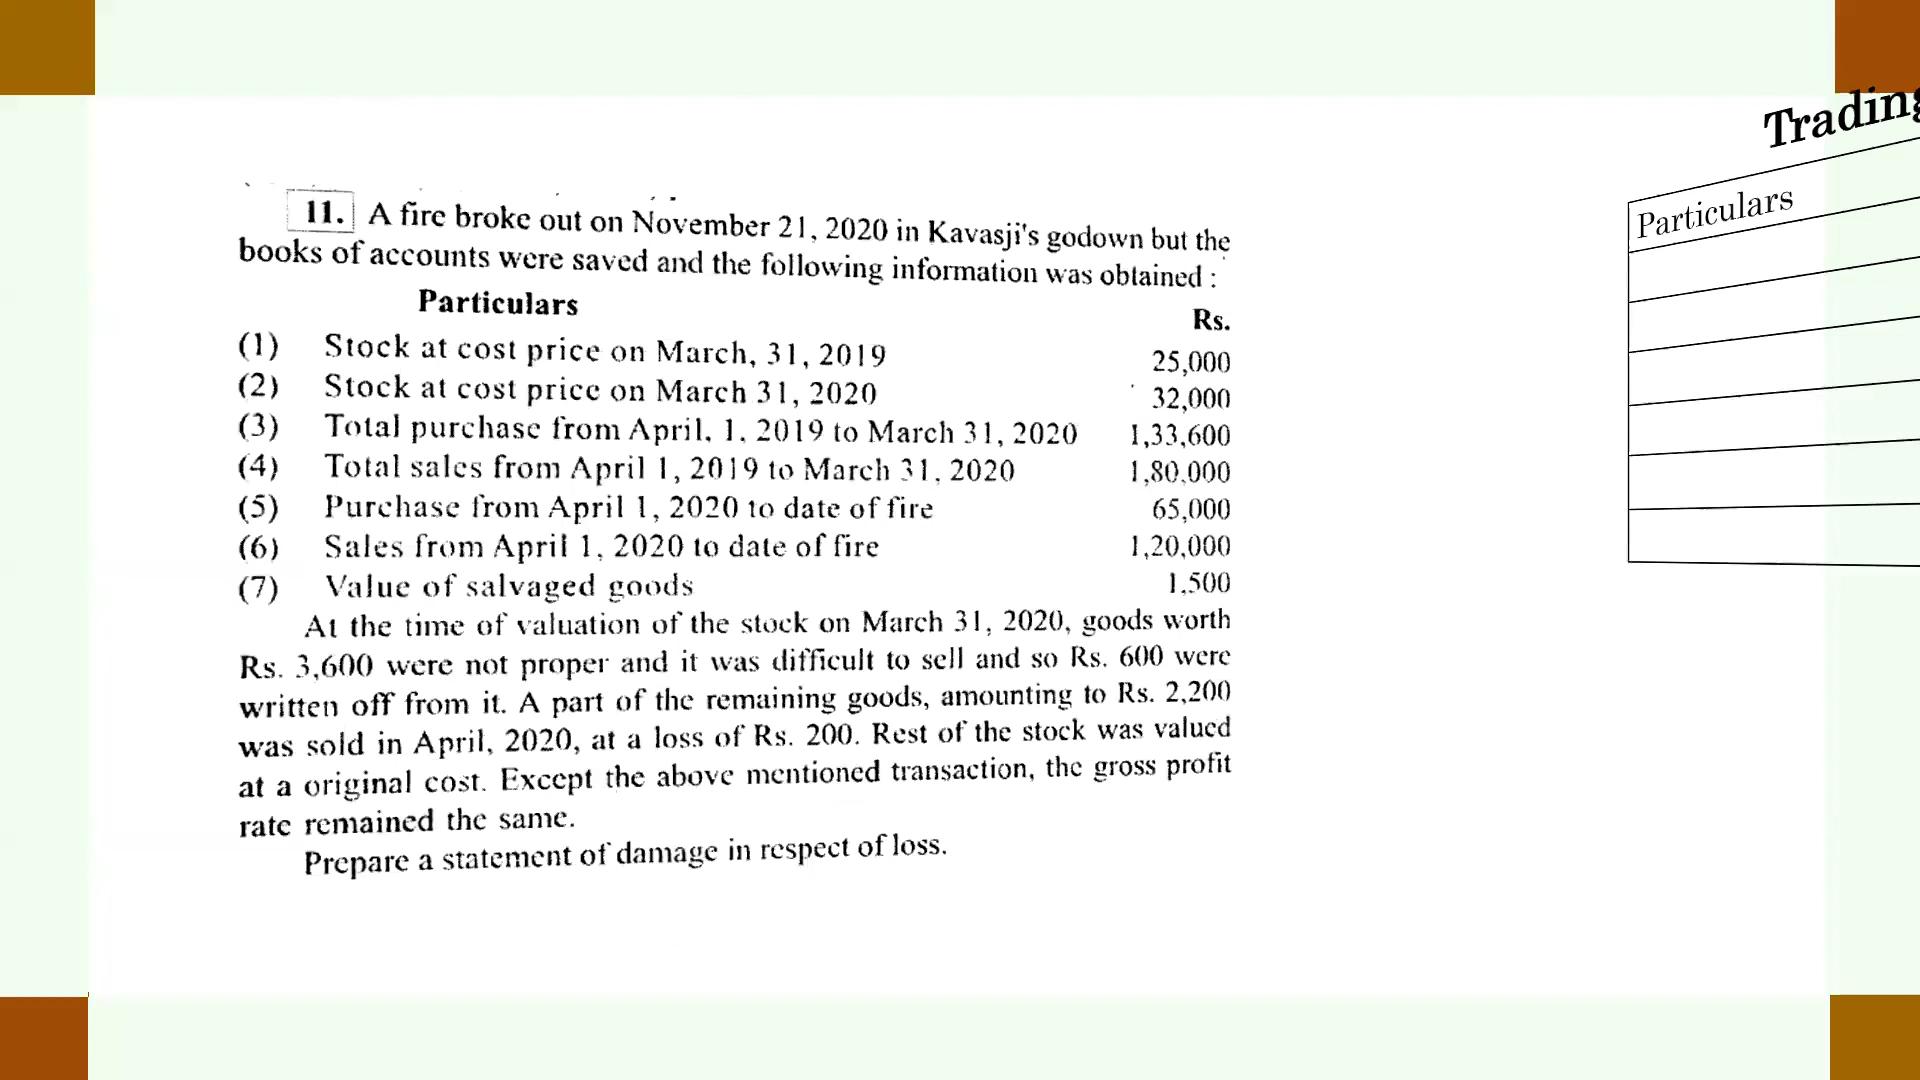 11. A fire broke out on November 21, 2020 in Kavasji's godown but the
books of accounts were saved and the following information was obtained :
Particulars Rs.
(1) Stock at cost price on March, 31, 2019 25,000
(2) Stock at cost price on March 31, 2020 32,000
(3) Total purchase from April, 1, 2019 to March 31, 2020 1,33,600
(4) Total sales from April 1, 2019 to March 31, 2020 1,80,000
(5) Purchase from April 1, 2020 to date of fire 65,000
(6) Sales from April 1, 2020 to date of fire 1,20,000
(7) Value of salvaged goods 1,500
At the time of valuation of the stock on March 31, 2020, goods worth
Rs. 3,600 were not proper and it was difficult to sell and so Rs. 600 were
written off from it. A part of the remaining goods, amounting to Rs. 2,200
was sold in April, 2020, at a loss of Rs. 200. Rest of the stock was valued
at a original cost. Except the above mentioned transaction, the gross profit
rate remained the same.
Prepare a statement of damage in respect of loss.
Trading
Particulars